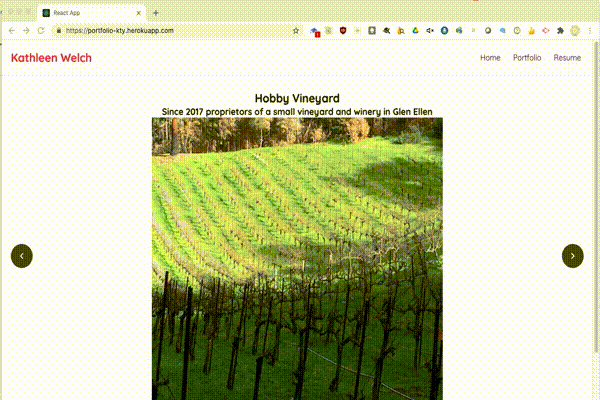 React App
https://portfolio-kty.herokuapp.com
Kathleen Welch
Home
Portfolio
Resume
Hobby Vineyard
Since 2017 proprietors of a small vineyard and winery in Glen Ellen